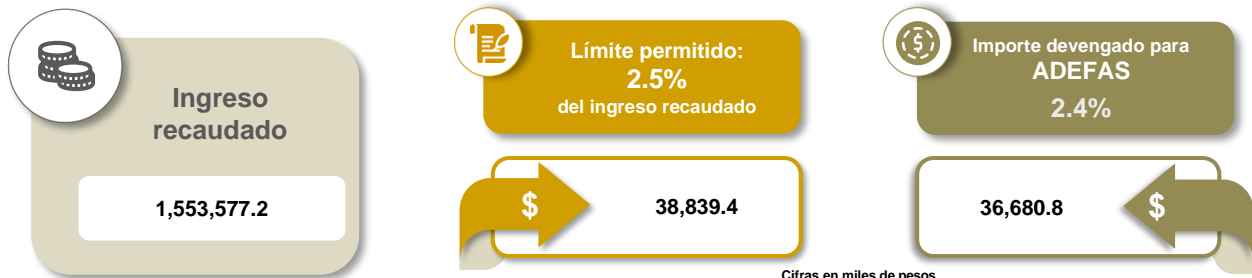 Ingreso
recaudado
1,553,577.2
Límite permitido:
2.5%
del ingreso recaudado
$
38,839.4
Importe devengado para
ADEFAS
2.4%
36,680.8
$
Cifras en miles de pesos